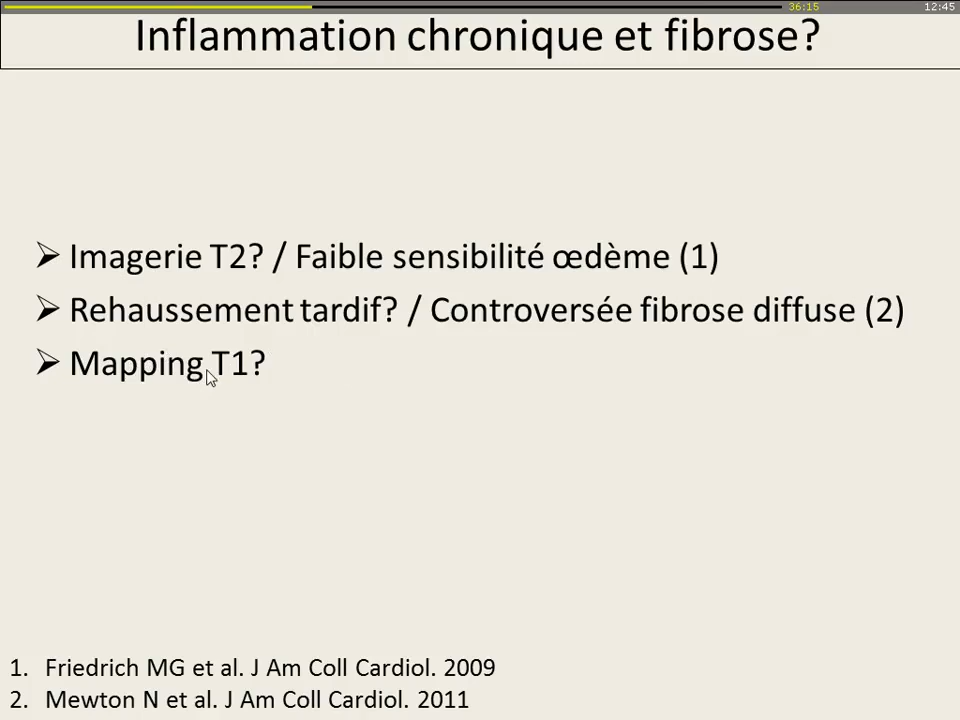 36:15
12:45
Inflammation chronique et fibrose?
Imagerie T2? / Faible sensibilité œdème (1)
Rehaussement tardif? / Controversée fibrose diffuse (2)
Mapping T1?
1. Friedrich MG et al. J Am Coll Cardiol. 2009
2. Mewton N et al. J Am Coll Cardiol. 2011